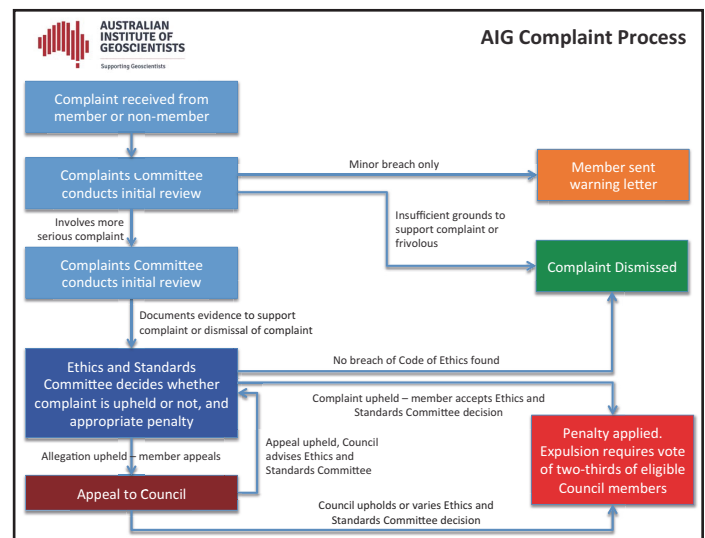 AUSTRALIAN
INSTITUTE OF
GEOSCIENTISTS
Supporting Geoscientists
AIG Complaint Process
Complaint received from
member or non-member
Complaints Committee
conducts initial review
Minor breach only
Member sent
warning letter
Insufficient grounds to
support complaint or
frivolous
Involves more
serious complaint
Complaints Committee
conducts initial review
Complaint Dismissed
Documents evidence to support
complaint or dismissal of complaint
Ethics and Standards
Committee decides whether
complaint is upheld or not, and
appropriate penalty
No breach of Code of Ethics found
Complaint upheld – member accepts Ethics and
Standards Committee decision
Penalty applied.
Expulsion requires vote
of two-thirds of eligible
Council members
Allegation upheld – member appeals
Appeal upheld, Council
advises Ethics and
Standards Committee
Appeal to Council
Council upholds or varies Ethics and
Standards Committee decision